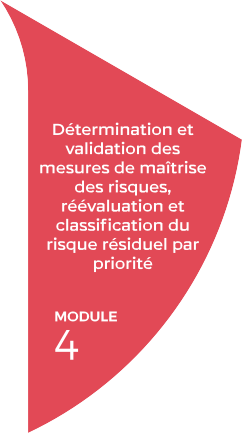 Détermination et
validation des
mesures de maîtrise
des risques,
réévaluation et
classification du
risque résiduel par
priorité
MODULE
4